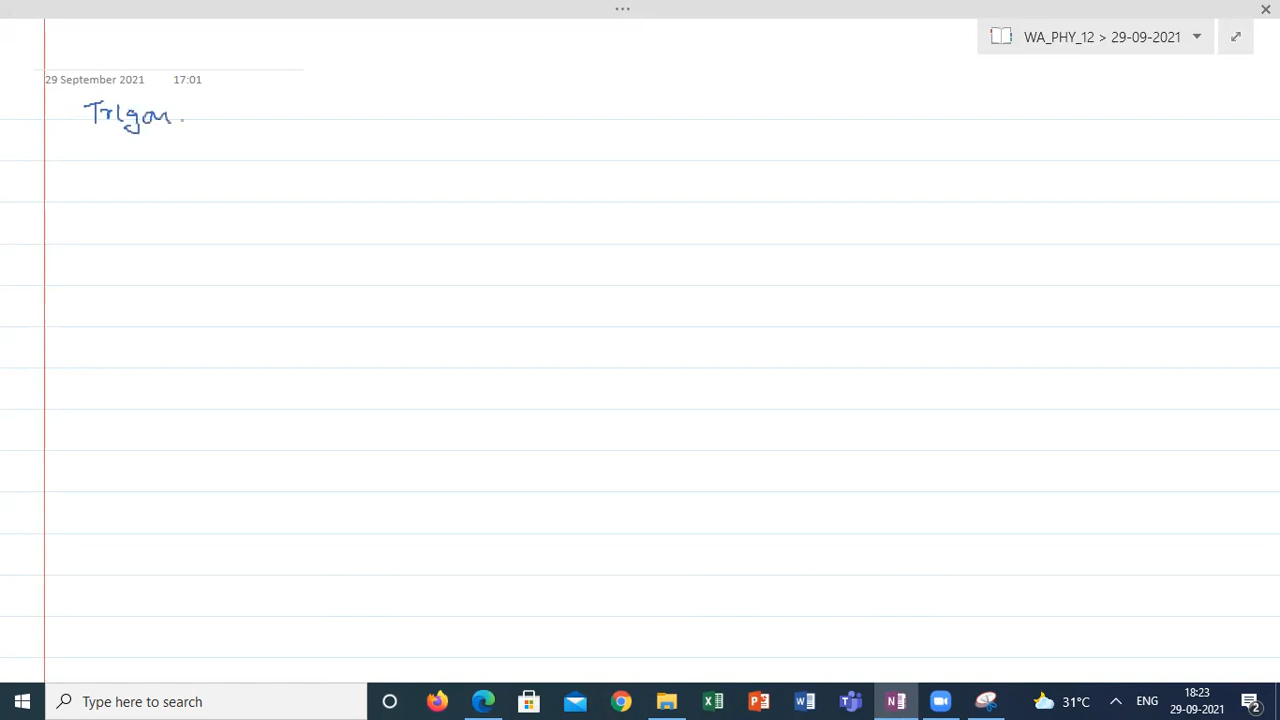 WA_PHY_12 > 29-09-2021
29 September 2021 17:01
Trigon
Type here to search
31°C
ENG
18:23
29-09-2021
2